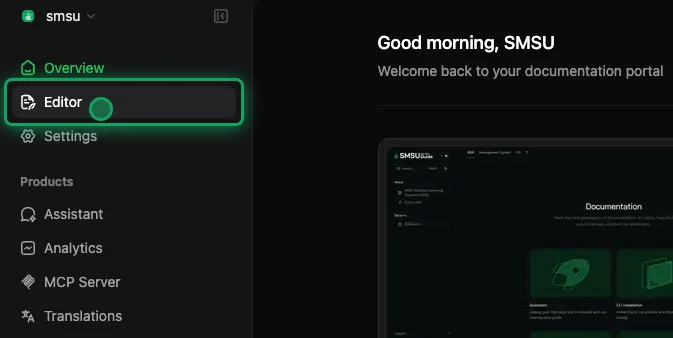 smsu
Overview
Editor
Settings
Products
Assistant
Analytics
MCP Server
Translations
Good morning, SMSU
Welcome back to your documentation portal
SMSU
Documentation
Quickstart
CLI Installation